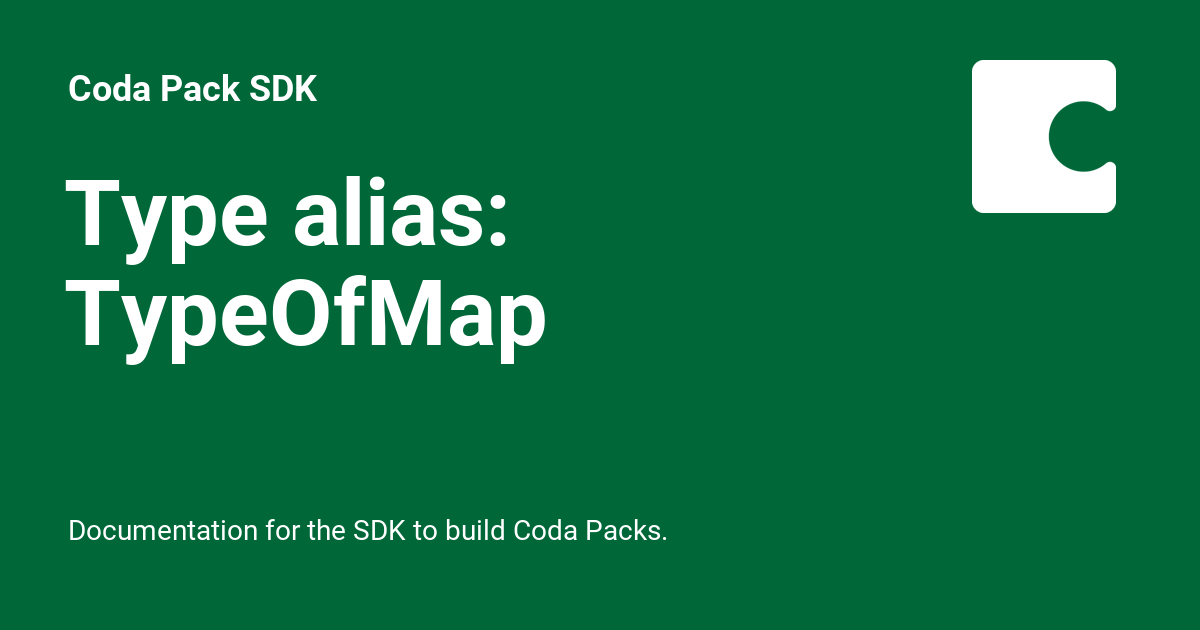 Coda Pack SDK
Type alias:
TypeOfMap
Documentation for the SDK to build Coda Packs.